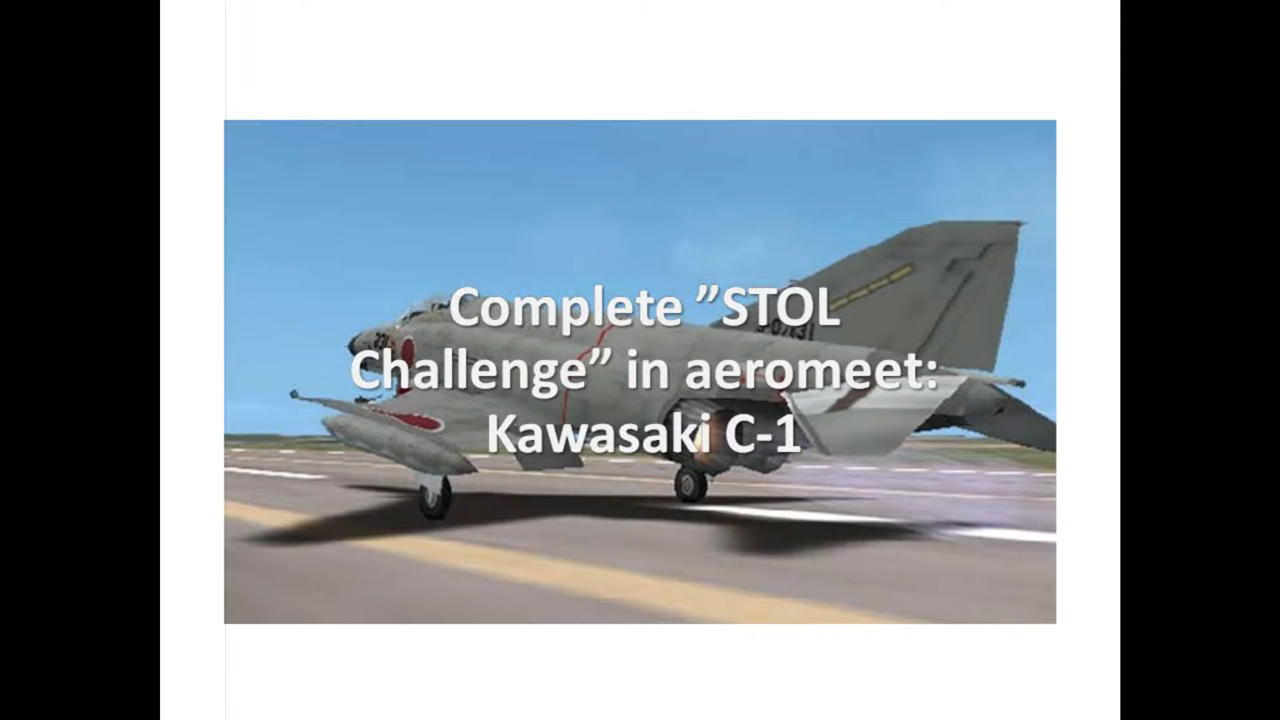 Complete ”STOL
Challenge” in aeromeet:
Kawasaki C-1